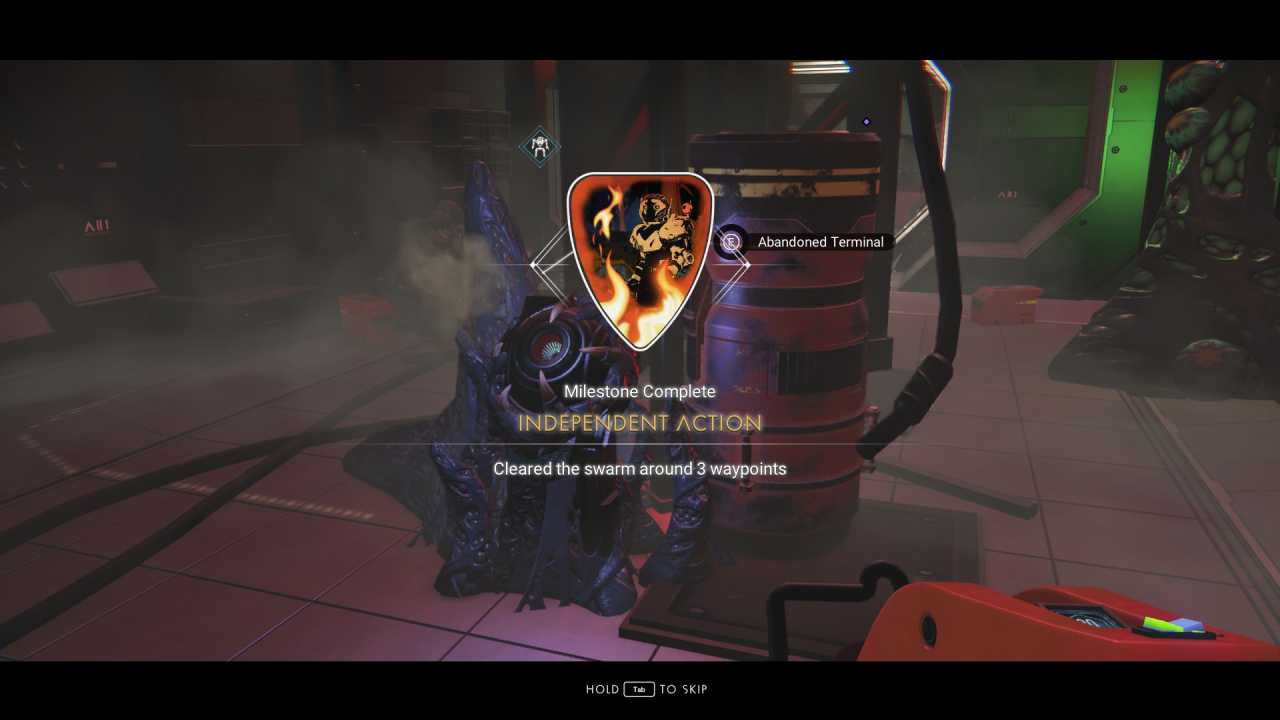 E Abandoned Terminal
Milestone Complete
INDEPENDENT ACTION
Cleared the swarm around 3 waypoints
HOLD Tab TO SKIP